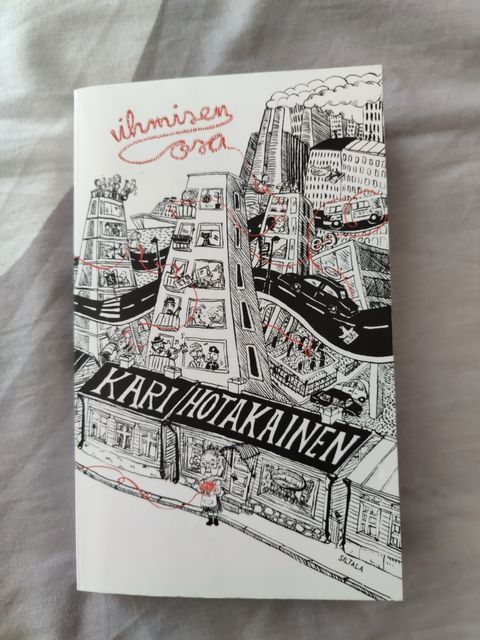 ihmisen
osa
KARI HOTAKAINEN
SILTALA